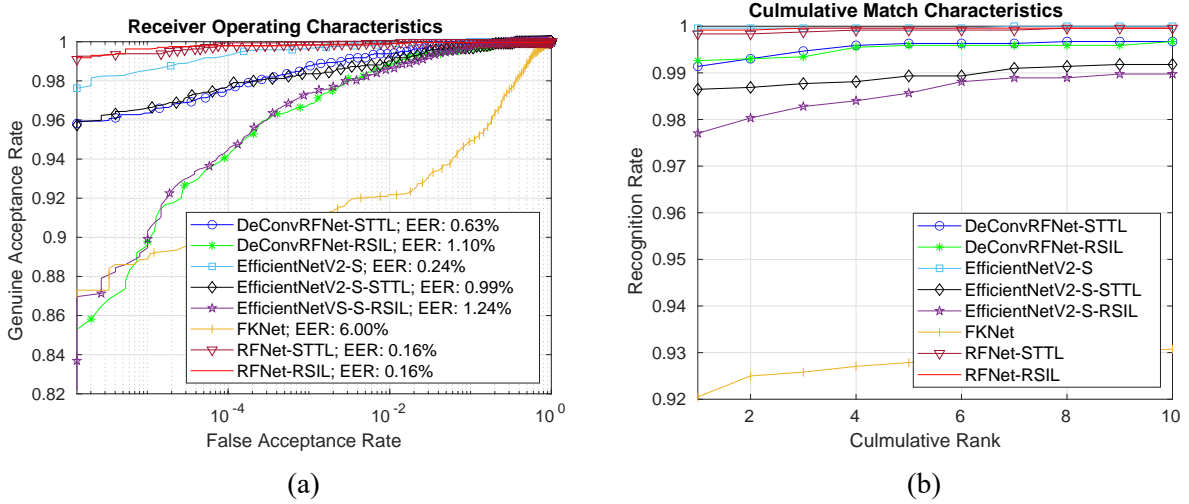 Receiver Operating Characteristics
1
0.98
0.96
0.94
0.92
0.9
0.88
0.86
0.84
0.82
Genuine Acceptance Rate
DeConvRFNet-STTL; EER: 0.63%
DeConvRFNet-RSIL; EER: 1.10%
EfficientNetV2-S; EER: 0.24%
EfficientNetV2-S-STTL; EER: 0.99%
EfficientNetVS-S-RSIL; EER: 1.24%
FKNet; EER: 6.00%
RFNet-STTL; EER: 0.16%
RFNet-RSIL; EER: 0.16%
10^-4 10^-2 10^0
False Acceptance Rate
(a)
Culmulative Match Characteristics
1
0.99
0.98
0.97
0.96
0.95
0.94
0.93
0.92
Recognition Rate
DeConvRFNet-STTL
DeConvRFNet-RSIL
EfficientNetV2-S
EfficientNetV2-S-STTL
EfficientNetV2-S-RSIL
FKNet
RFNet-STTL
RFNet-RSIL
2 4 6 8 10
Culmulative Rank
(b)